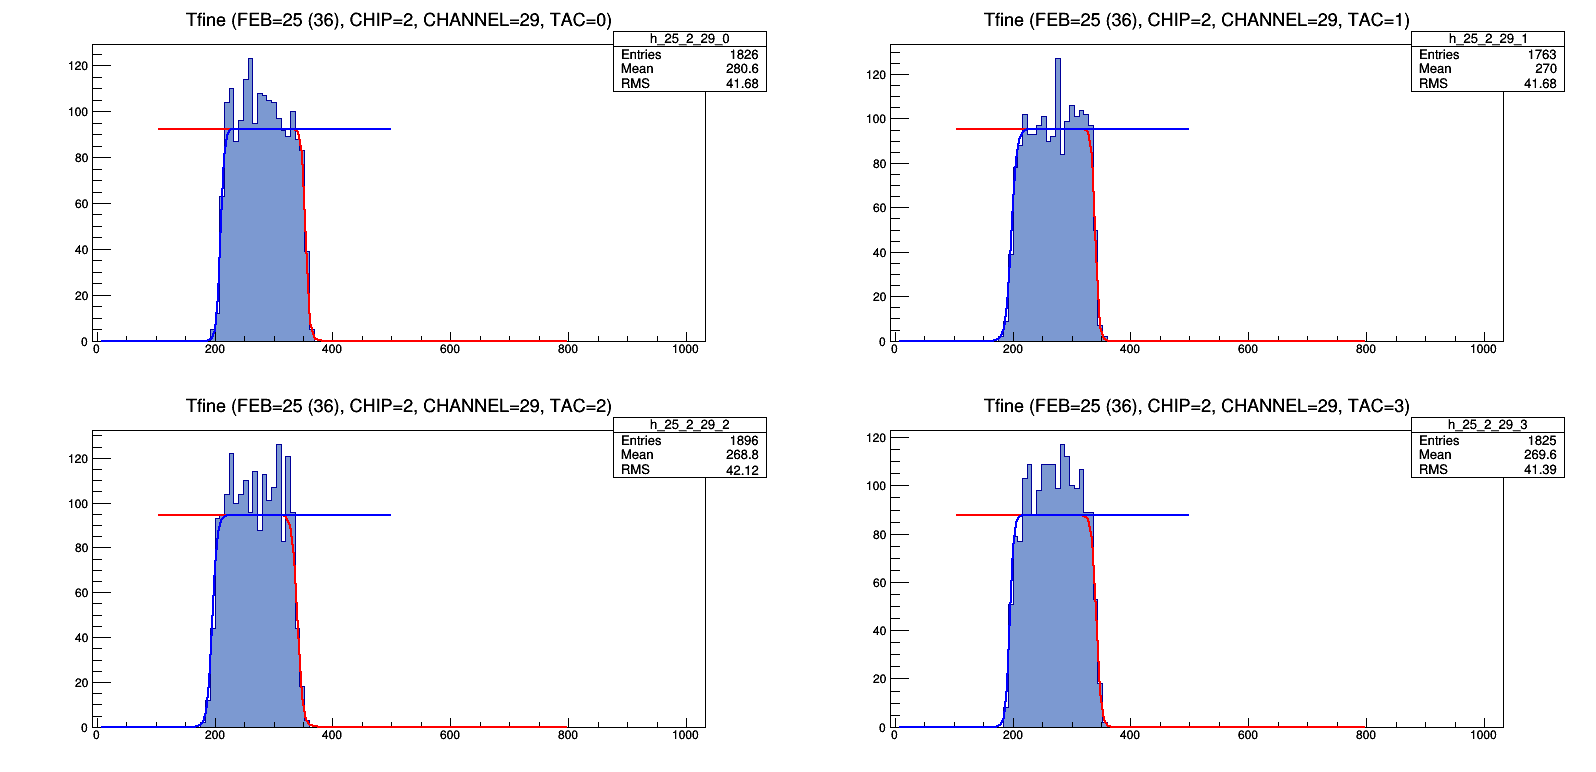 Tfine (FEB=25 (36), CHIP=2, CHANNEL=29, TAC=0)
h_25_2_29_0
Entries 1826
Mean 280.6
RMS 41.68
120
100
80
60
40
20
0
0 200 400 600 800 1000
Tfine (FEB=25 (36), CHIP=2, CHANNEL=29, TAC=1)
h_25_2_29_1
Entries 1763
Mean 270
RMS 41.68
120
100
80
60
40
20
0
0 200 400 600 800 1000
Tfine (FEB=25 (36), CHIP=2, CHANNEL=29, TAC=2)
h_25_2_29_2
Entries 1896
Mean 268.8
RMS 42.12
120
100
80
60
40
20
0
0 200 400 600 800 1000
Tfine (FEB=25 (36), CHIP=2, CHANNEL=29, TAC=3)
h_25_2_29_3
Entries 1825
Mean 269.6
RMS 41.39
120
100
80
60
40
20
0
0 200 400 600 800 1000